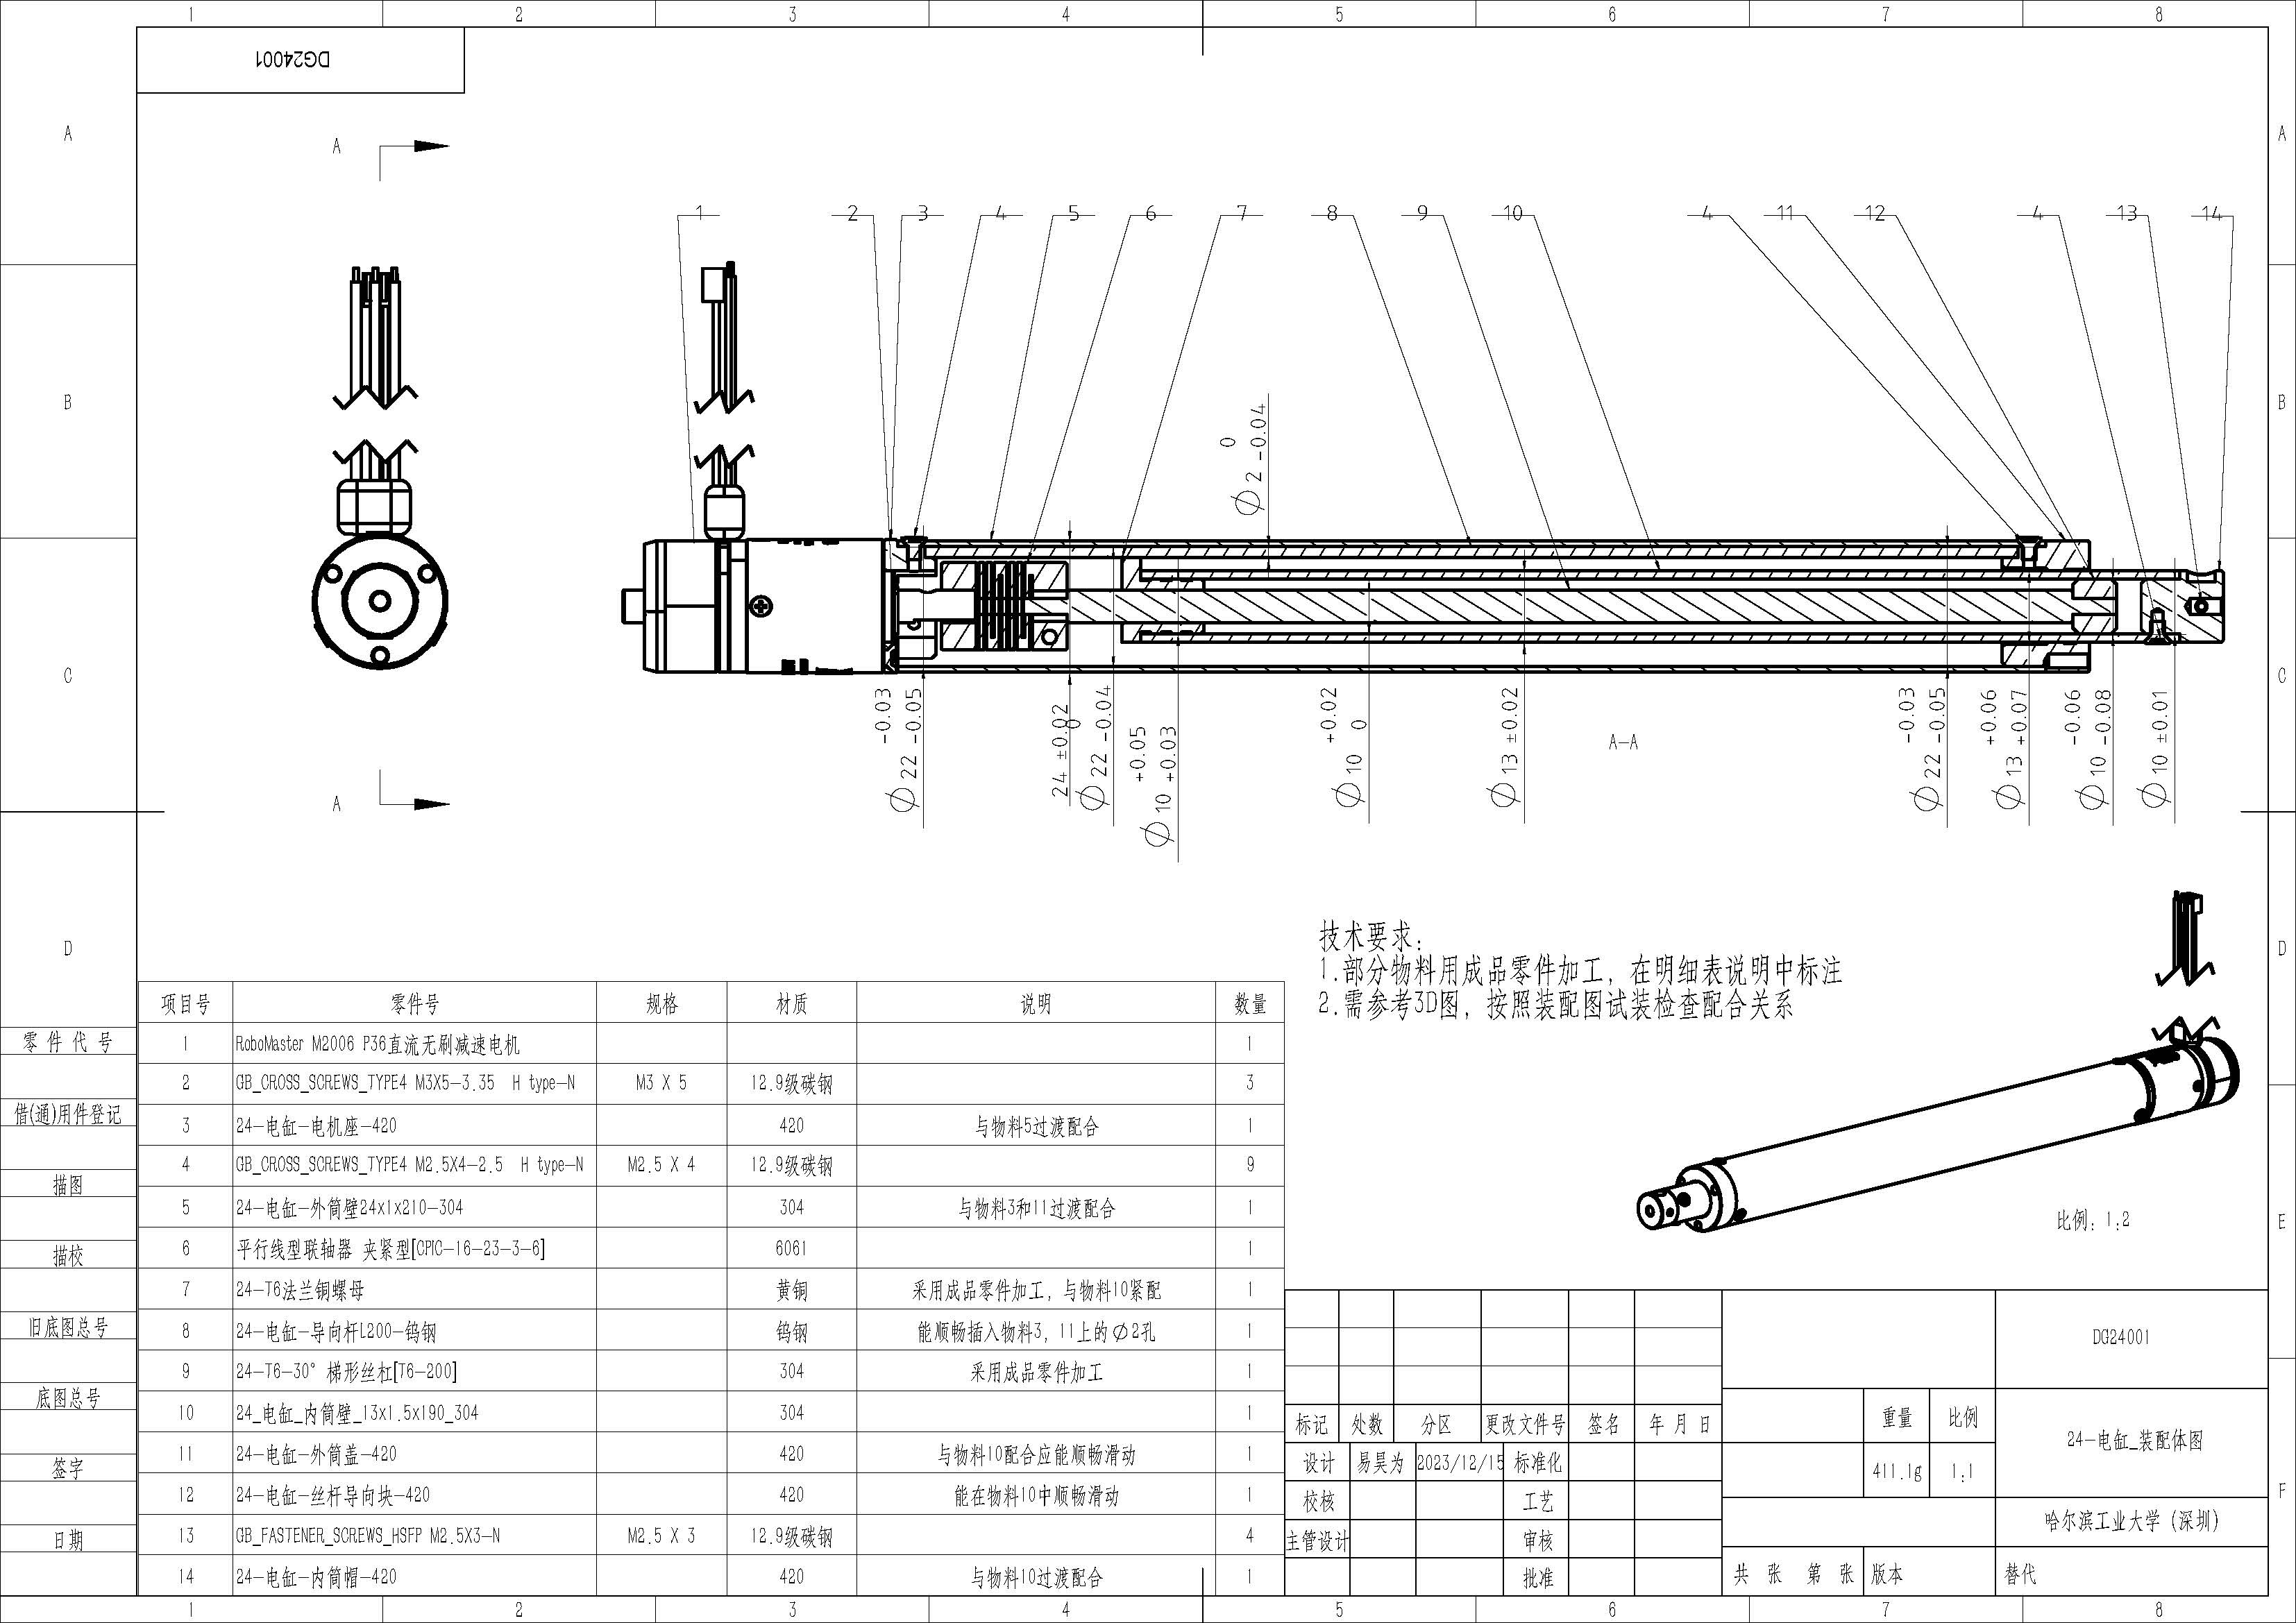 1 2 3 4 5 6 7 8
DG24001
A A
A
1 2 3 4 5 6 7 8 9 10 4 11 12 4 13 14
B B
Ø2 0 -0.04
C C
Ø22 -0.03 -0.05
24 ±0.02
Ø22 0 -0.04
Ø10 +0.05 +0.03
Ø10 +0.02 0
Ø13 ±0.02
Ø22 -0.03 -0.05
Ø13 +0.06 +0.07
Ø10 -0.06 -0.08
Ø10 ±0.01
A-A
A
D D
技术要求:
1.部分物料用成品零件加工, 在明细表说明中标注
2.需参考3D图, 按照装配图试装检查配合关系
项目号 零件号 规格 材质 说明 数量
1 RoboMaster M2006 P36直流无刷减速电机 1
2 GB_CROSS_SCREWS_TYPE4 M3X5-3.35 H type-N M3 X 5 12.9级碳钢 3
3 24-电缸-电机座-420 420 与物料5过渡配合 1
4 GB_CROSS_SCREWS_TYPE4 M2.5X4-2.5 H type-N M2.5 X 4 12.9级碳钢 9
5 24-电缸-外筒壁24x1x210-304 304 与物料3和11过渡配合 1
6 平行线型联轴器 夹紧型[CPIC-16-23-3-6] 6061 1
7 24-T6法兰铜螺母 黄铜 采用成品零件加工, 与物料10紧配 1
8 24-电缸-导向杆L200-钨钢 钨钢 能顺畅插入物料3, 11上的Ø2孔 1
9 24-T6-30° 梯形丝杠[T6-200] 304 采用成品零件加工 1
10 24_电缸_内筒壁_13x1.5x190_304 304 1
11 24-电缸-外筒盖-420 420 与物料10配合应能顺畅滑动 1
12 24-电缸-丝杆导向块-420 420 能在物料10中顺畅滑动 1
13 GB_FASTENER_SCREWS_HSFP M2.5X3-N M2.5 X 3 12.9级碳钢 4
14 24-电缸-内筒帽-420 420 与物料10过渡配合 1
零件代号
借(通)用件登记
描图
描校
旧底图总号
底图总号
签字
日期
比例: 1:2
E
F
DG24001
标记 处数 分区 更改文件号 签名 年 月 日 重量 比例
24-电缸_装配体图
设计 易昊为 2023/12/15 标准化 411.1g 1:1
校核 工艺
哈尔滨工业大学 (深圳)
主管设计 审核
批准 共 张 第 张 版本 替代
1 2 3 4 5 6 7 8